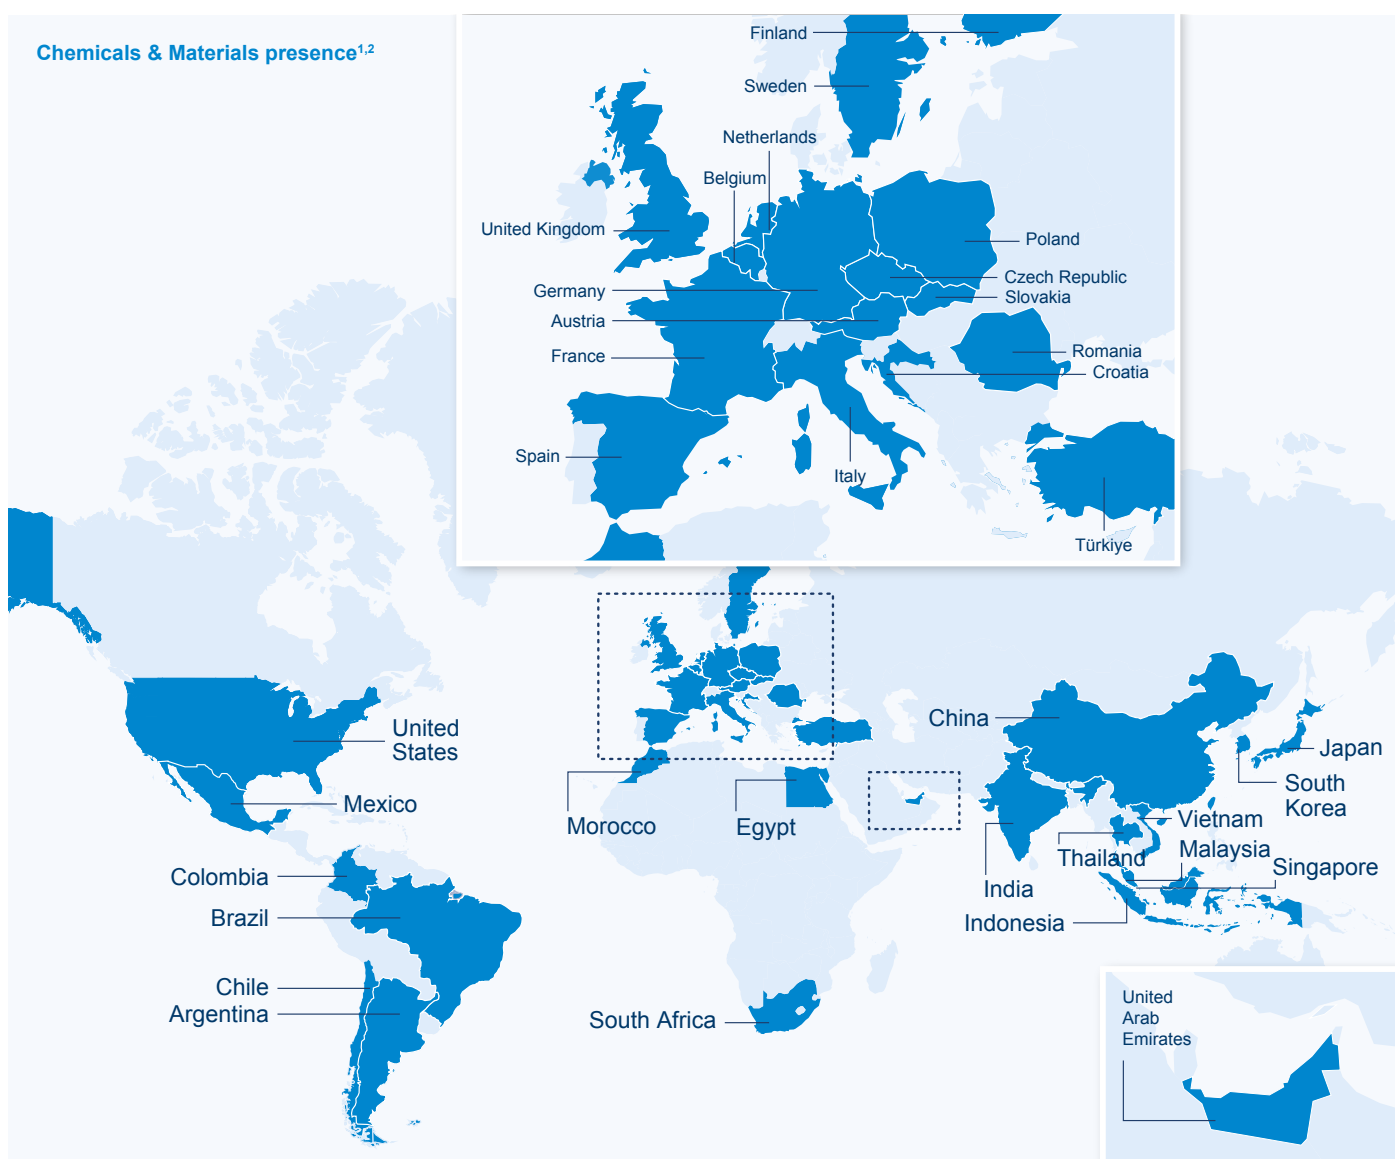 Chemicals & Materials presence1,2
Finland
Sweden
Netherlands
Belgium
United Kingdom
Poland
Czech Republic
Germany
Slovakia
Austria
France
Romania
Croatia
Spain
Italy
Türkiye
United
States
China
Japan
South
Korea
Mexico
Morocco
Egypt
Vietnam
Thailand
Malaysia
Singapore
Colombia
India
Brazil
Indonesia
Chile
Argentina
South Africa
United
Arab
Emirates